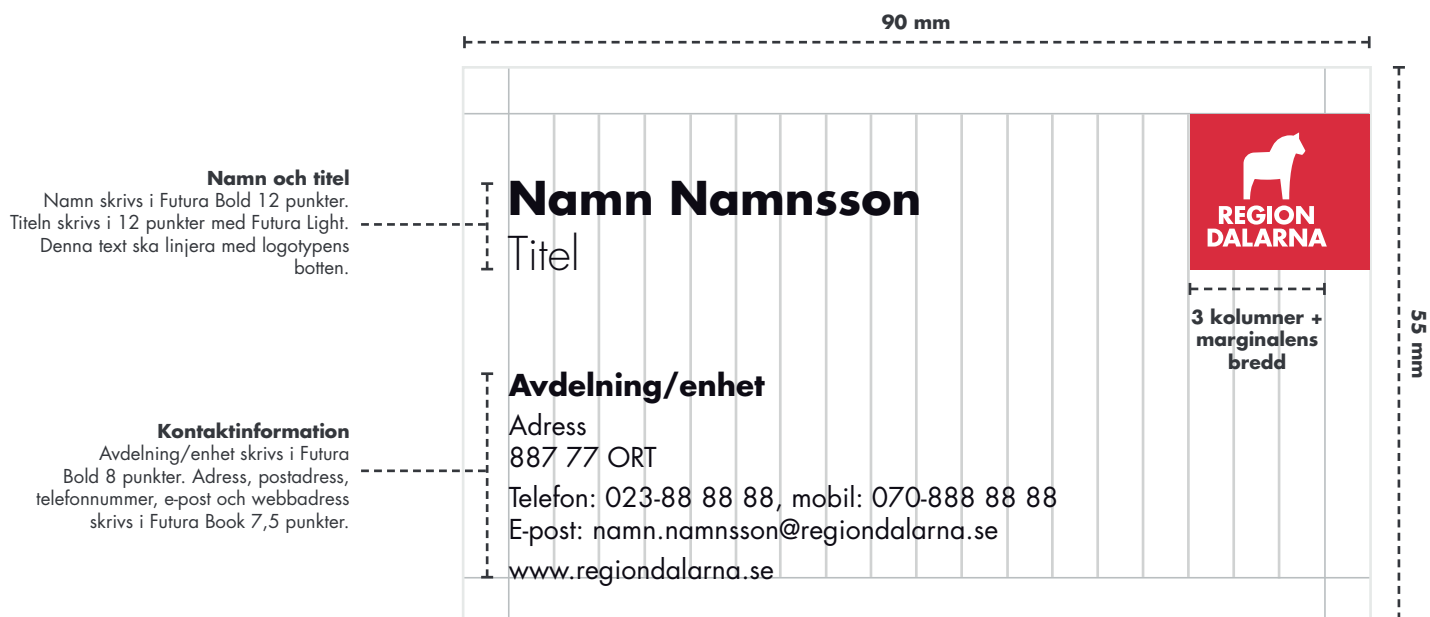 90 mm
Namn och titel
Namn skrivs i Futura Bold 12 punkter.
Titeln skrivs i 12 punkter med Futura Light.
Denna text ska linjera med logotypens
botten.
Namn Namnsson
Titel
REGION
DALARNA
3 kolumner +
marginalens
bredd
55 mm
Kontaktinformation
Avdelning/enhet skrivs i Futura
Bold 8 punkter. Adress, postadress,
telefonnummer, e-post och webbadress
skrivs i Futura Book 7,5 punkter.
Avdelning/enhet
Adress
887 77 ORT
Telefon: 023-88 88 88, mobil: 070-888 88 88
E-post: namn.namnsson@regiondalarna.se
www.regiondalarna.se